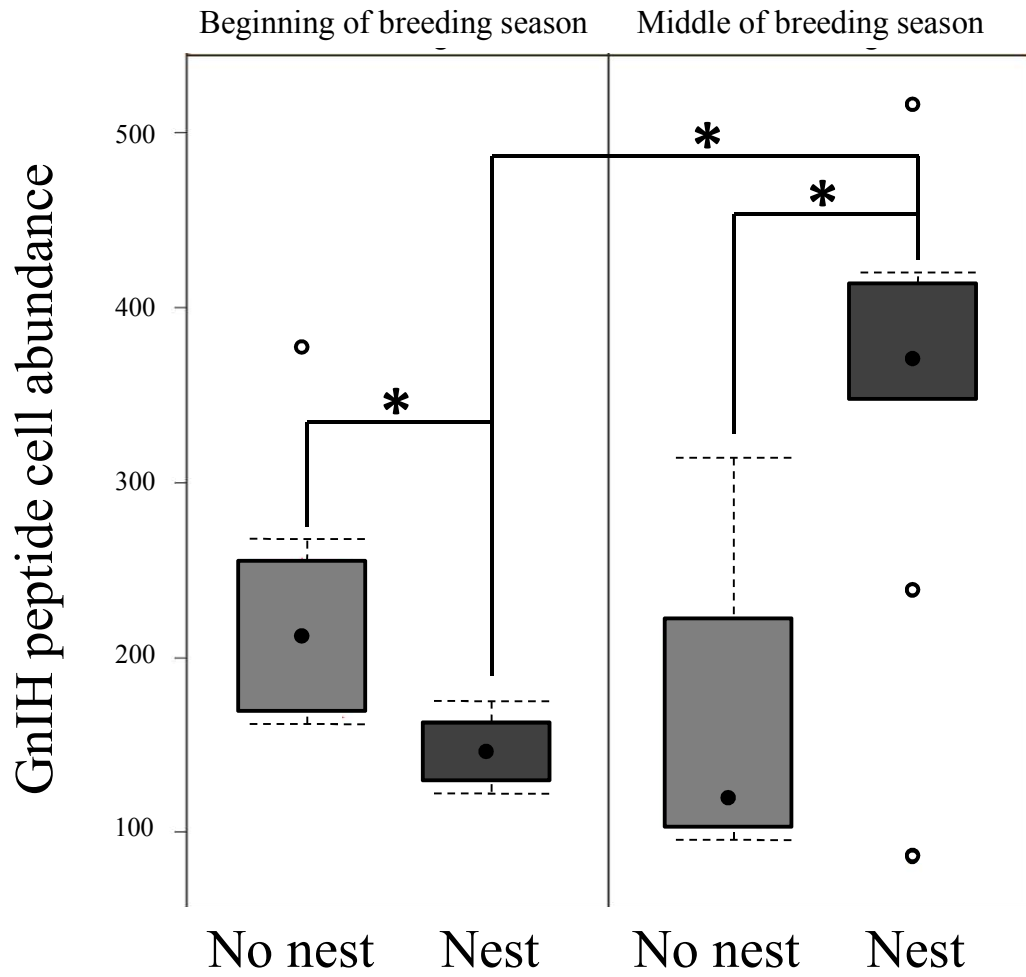 Beginning of breeding season
Middle of breeding season
GnIH peptide cell abundance
500
400
300
200
100
*
*
*
No nest
Nest
No nest
Nest